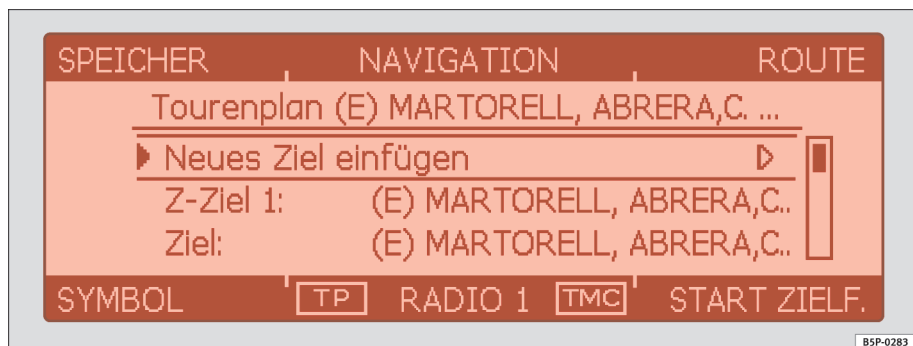 SPEICHER NAVIGATION ROUTE
Tourenplan (E) MARTORELL, ABRERA,C. ...
Neues Ziel einfügen
Z-Ziel 1: (E) MARTORELL, ABRERA,C..
Ziel: (E) MARTORELL, ABRERA,C..
SYMBOL TP RADIO 1 TMC START ZIELF.
B5P-0283